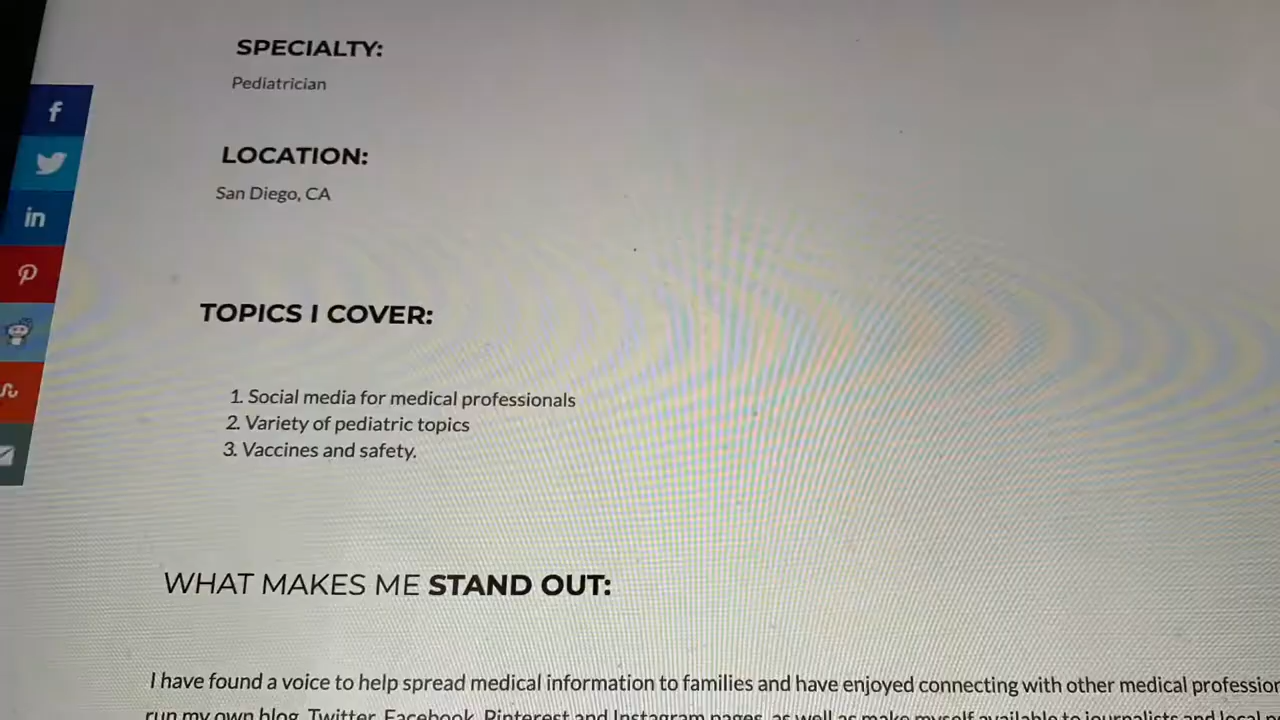 SPECIALTY:
Pediatrician
LOCATION:
San Diego, CA
TOPICS I COVER:
1. Social media for medical professionals
2. Variety of pediatric topics
3. Vaccines and safety.
WHAT MAKES ME STAND OUT:
I have found a voice to help spread medical information to families and have enjoyed connecting with other medical
run my own blog, Twitter, Facebook, Pinterest and Instagram pages, as well as make myself available to journalists and local
f
in